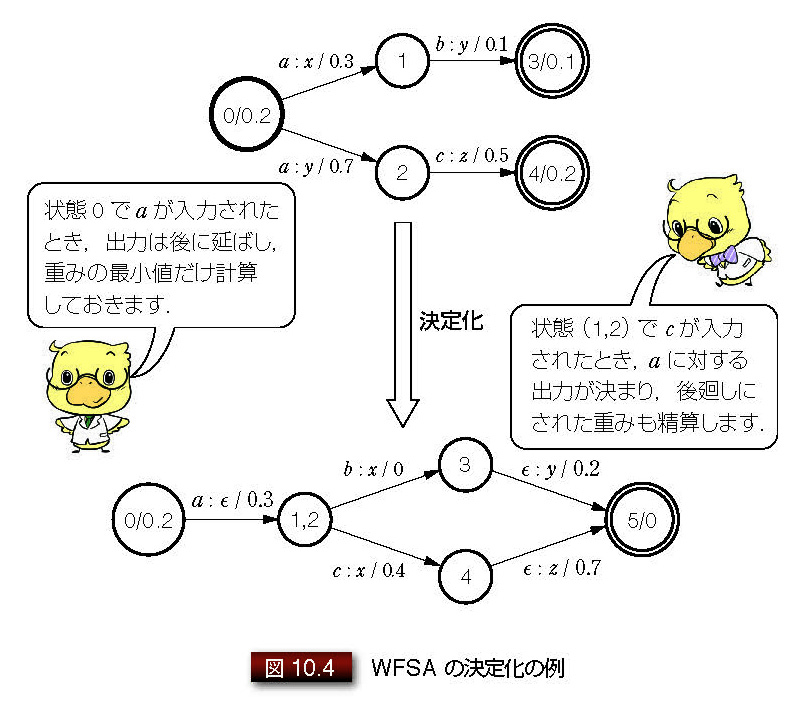 a : x / 0.3
1
b : y / 0.1
3/0.1
0/0.2
a : y / 0.7
2
c : z / 0.5
4/0.2
状態 0 で a が入力された
とき，出力は後に延ばし，
重みの最小値だけ計算
しておきます．
決定化
状態（1,2）で c が入力
されたとき，a に対する
出力が決まり，後廻しに
された重みも精算します．
0/0.2
a : ϵ / 0.3
1,2
b : x / 0
3
ϵ : y / 0.2
5/0
c : x / 0.4
4
ϵ : z / 0.7
図 10.4 WFSA の決定化の例